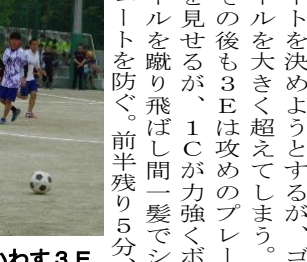 ートを決めようとするが、ゴ
ルを大きく超えてしまう。
その後も3Eは攻めのプレー
を見せるが、1Cが力強くボ
ールを蹴り飛ばし間一髪でシ
ュートを防ぐ。前半残り5分、
かわす3E